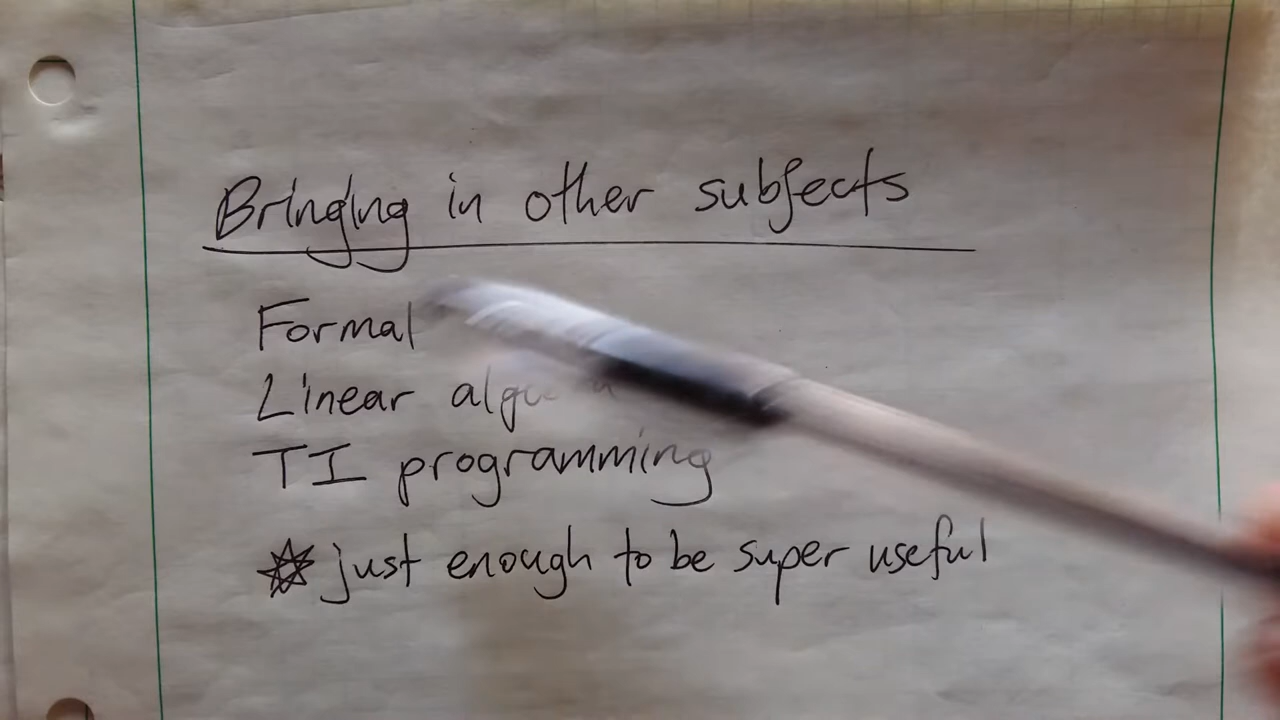 Bringing in other subjects
Formal
Linear
TI programming
just enough to be super useful